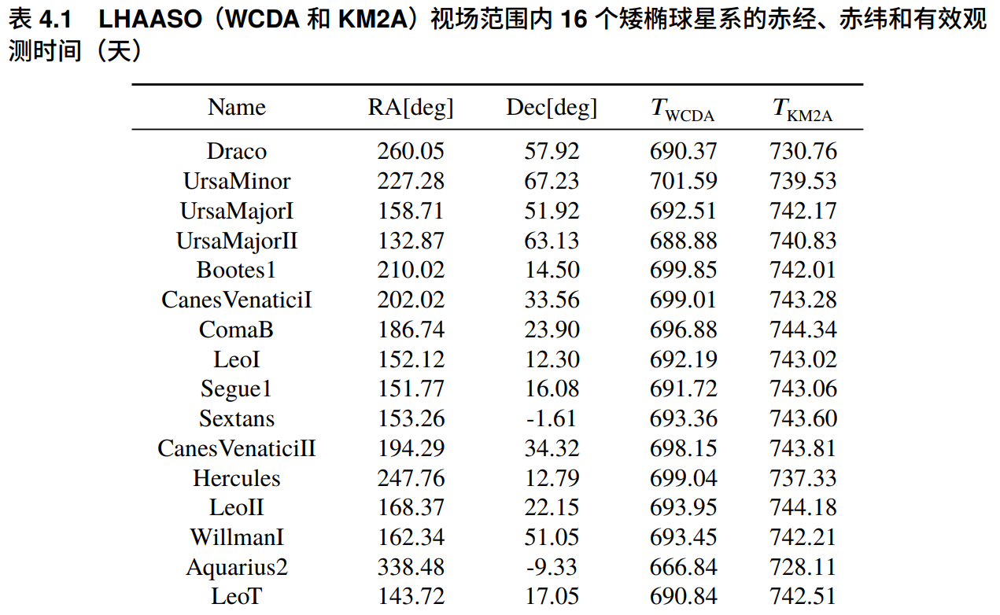 表 4.1 LHAASO（WCDA 和 KM2A）视场范围内 16 个矮椭球星系的赤经、赤纬和有效观
测时间（天）
Name RA[deg] Dec[deg] T_WCDA T_KM2A
Draco 260.05 57.92 690.37 730.76
UrsaMinor 227.28 67.23 701.59 739.53
UrsaMajorI 158.71 51.92 692.51 742.17
UrsaMajorII 132.87 63.13 688.88 740.83
Bootes1 210.02 14.50 699.85 742.01
CanesVenaticiI 202.02 33.56 699.01 743.28
ComaB 186.74 23.90 696.88 744.34
LeoI 152.12 12.30 692.19 743.02
Segue1 151.77 16.08 691.72 743.06
Sextans 153.26 -1.61 693.36 743.60
CanesVenaticiII 194.29 34.32 698.15 743.81
Hercules 247.76 12.79 699.04 737.33
LeoII 168.37 22.15 693.95 744.18
WillmanI 162.34 51.05 693.45 742.21
Aquarius2 338.48 -9.33 666.84 728.11
LeoT 143.72 17.05 690.84 742.51